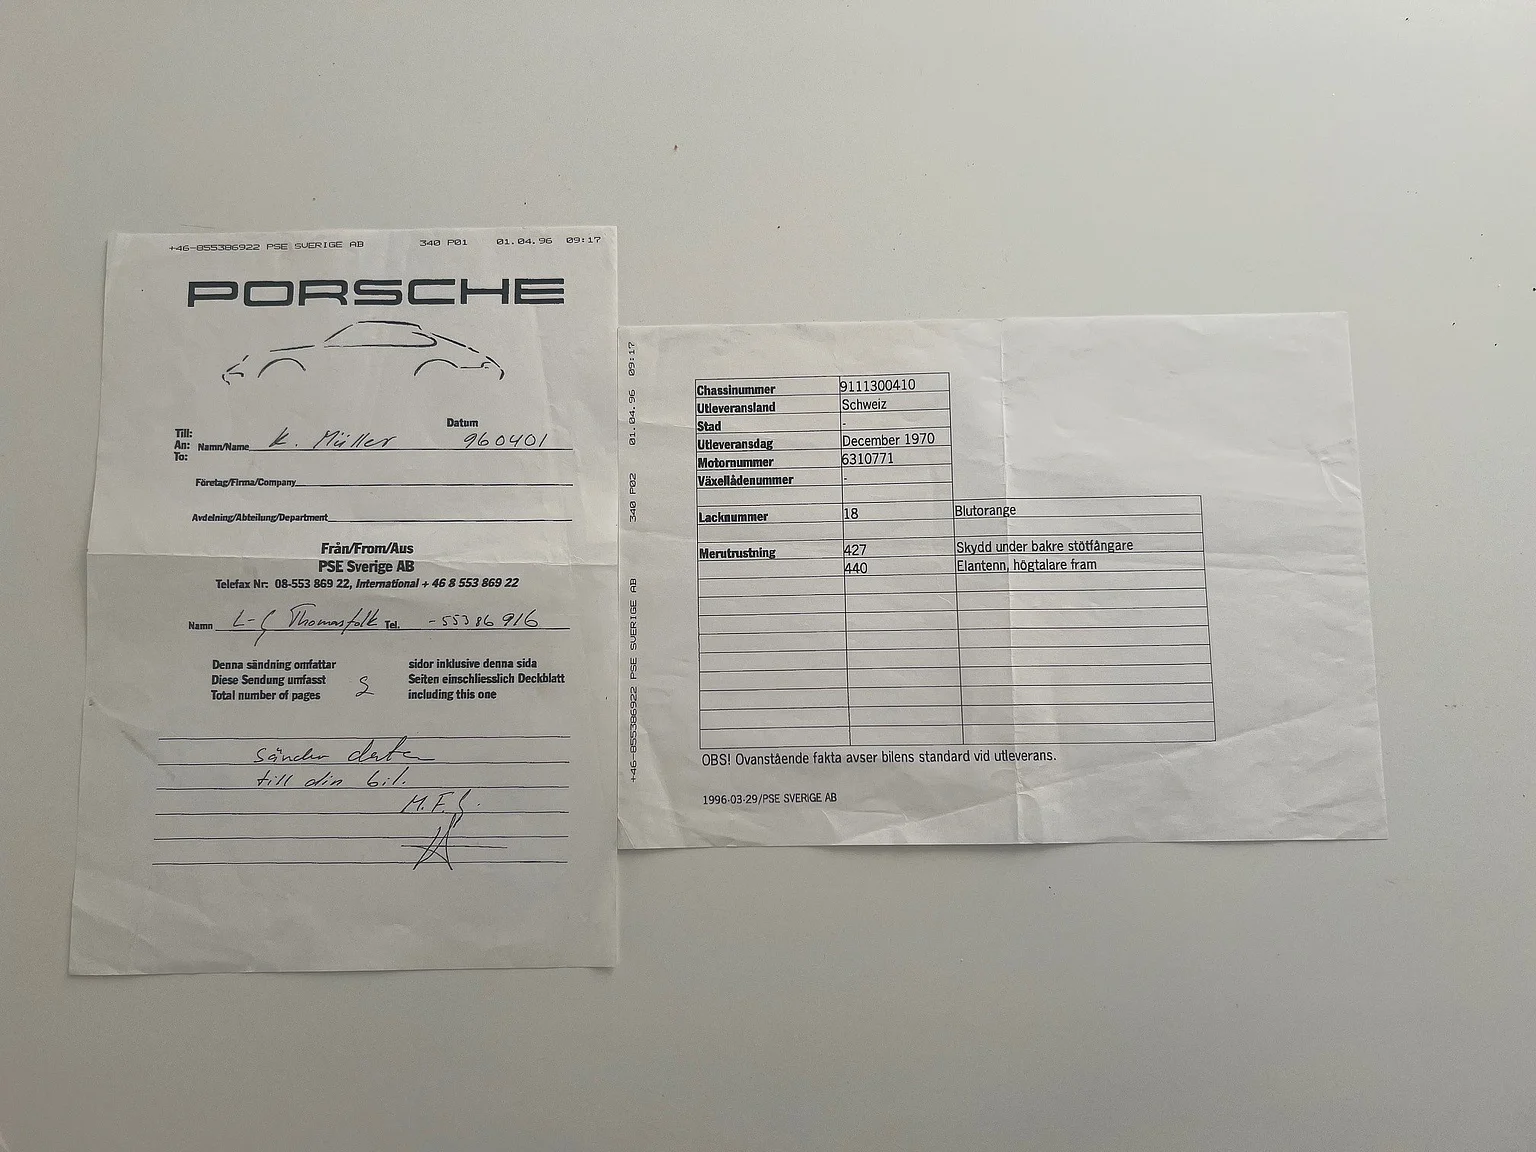 +46-855386922 PSE SVERIGE AB 340 P01 01.04.96 09:17
PORSCHE
Datum
Till:
An: Namn/Name K. Müller 960401
To:
Företag/Firma/Company
Avdelning/Abteilung/Department
Från/From/Aus
PSE Sverige AB
Telefax Nr: 08-553 869 22, International + 46 8 553 869 22
Namn L-G Thomasfolk Tel. -553 86 916
Denna sändning omfattar sidor inklusive denna sida
Diese Sendung umfasst 2 Seiten einschliesslich Deckblatt
Total number of pages including this one
Sänder data
till din bil.
M.F.G.
+46-855386922 PSE SVERIGE AB 340 P02 01.04.96 09:17
Chassinummer 9111300410
Utleveransland Schweiz
Stad -
Utleveransdag December 1970
Motornummer 6310771
Växellådenummer -
Lacknummer 18 Blutorange
Merutrustning 427 Skydd under bakre stötfångare
440 Elantenn, högtalare fram
OBS! Ovanstående fakta avser bilens standard vid utleverans.
1996-03-29/PSE SVERIGE AB